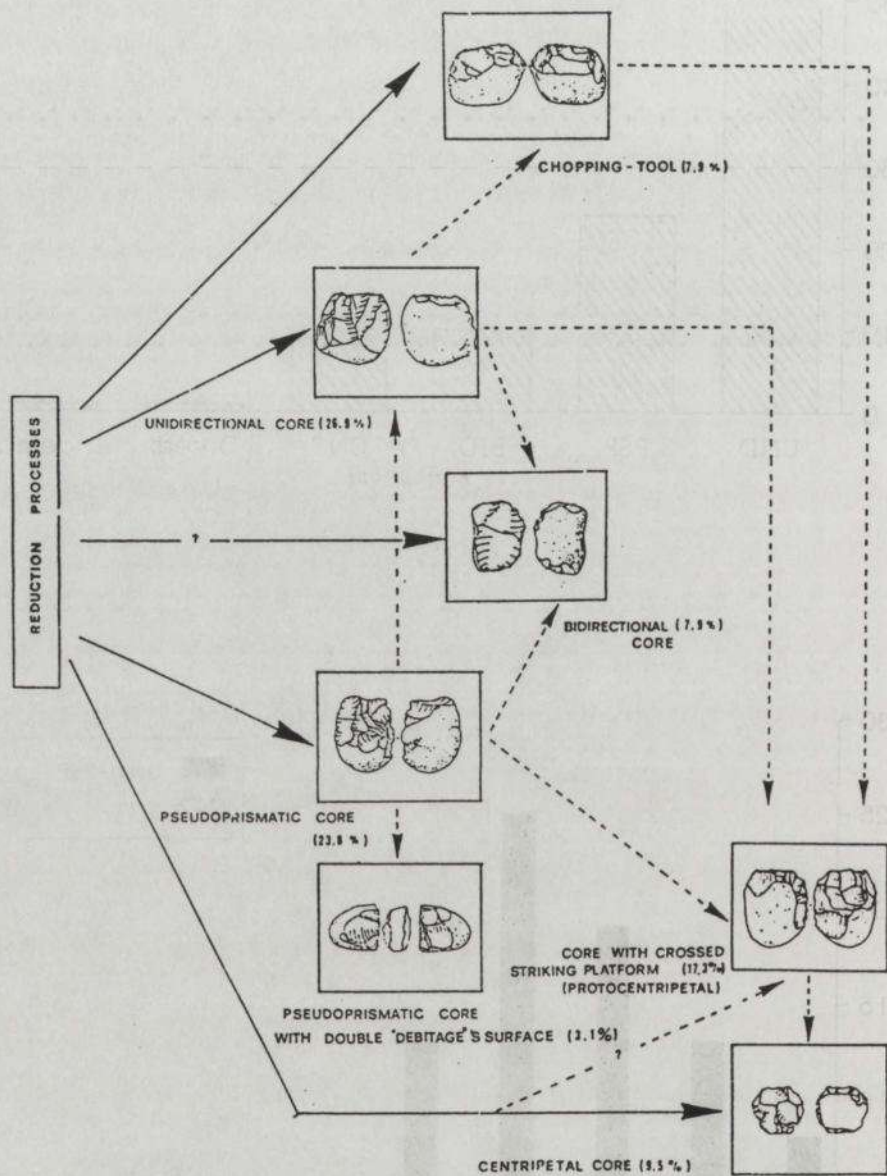 CHOPPING-TOOL (7.9%)
UNIDIRECTIONAL CORE (26.9%)
REDUCTION PROCESSES
?
BIDIRECTIONAL (7.9%)
CORE
PSEUDOPRISMATIC CORE
(23.8 %)
CORE WITH CROSSED
STRIKING PLATFORM (17.3%)
(PROTOCENTRIPETAL)
PSEUDOPRISMATIC CORE
WITH DOUBLE "DEBITAGE"'S SURFACE (3.1%)
?
CENTRIPETAL CORE (9.5%)